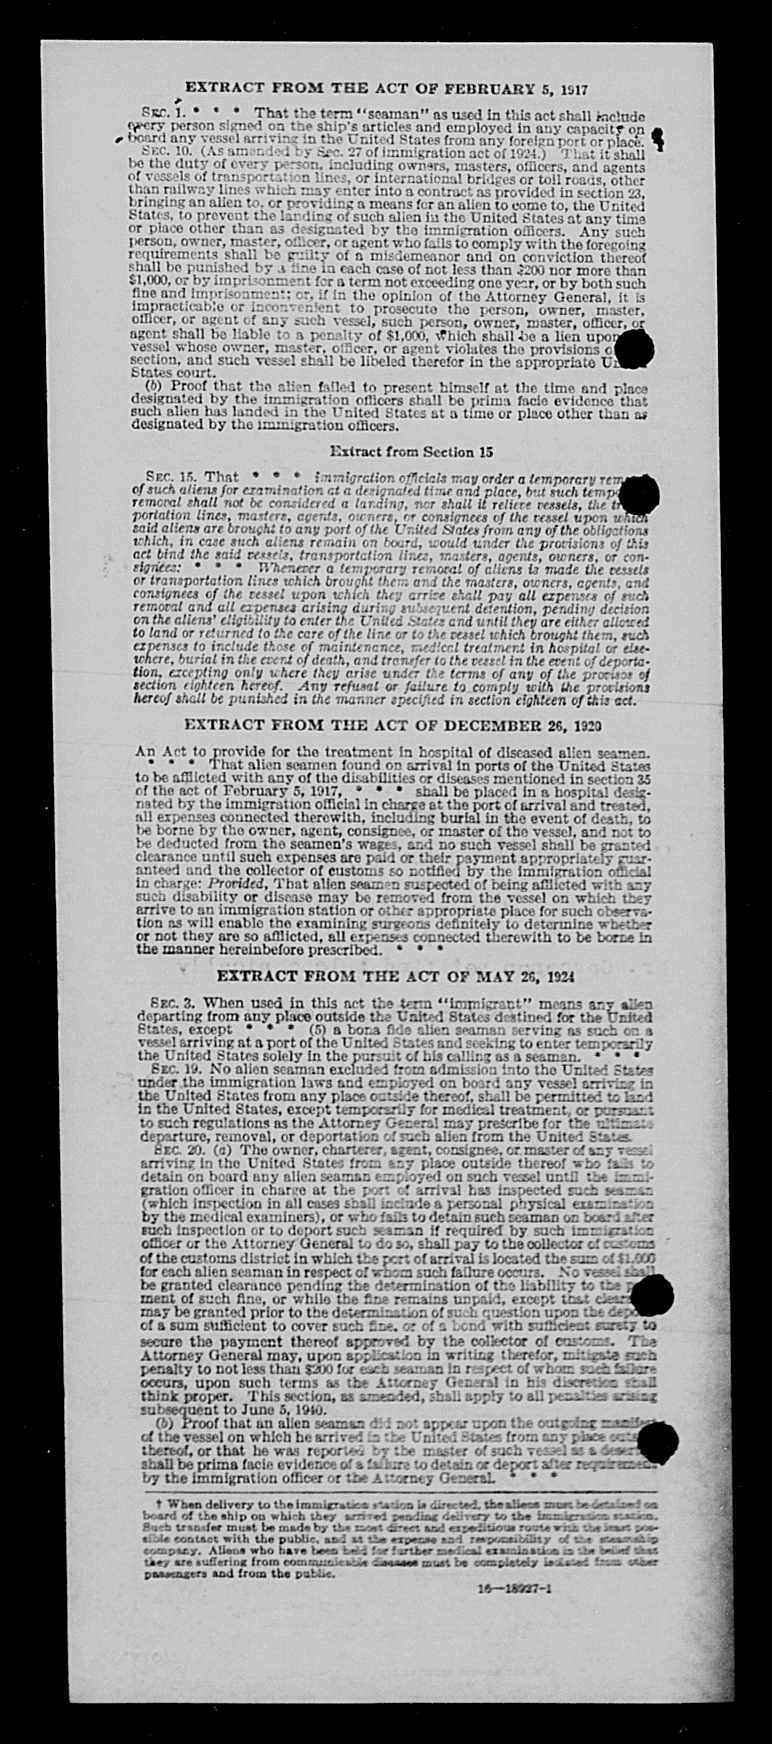 EXTRACT FROM THE ACT OF FEBRUARY 5, 1917
SEC. 1. * * * That the term "seaman" as used in this act shall include
every person signed on the ship's articles and employed in any capacity on
board any vessel arriving in the United States from any foreign port or place.
SEC. 10. (As amended by Sec. 27 of immigration act of 1924.) That it shall
be the duty of every person, including owners, masters, officers, and agents
of vessels of transportation lines, or international bridges or toll roads, other
than railway lines which may enter into a contract as provided in section 23,
bringing an alien to, or providing a means for an alien to come to, the United
States, to prevent the landing of such alien in the United States at any time
or place other than as designated by the immigration officers. Any such
person, owner, master, officer, or agent who fails to comply with the foregoing
requirements shall be guilty of a misdemeanor and on conviction thereof
shall be punished by a fine in each case of not less than $200 nor more than
$1,000, or by imprisonment for a term not exceeding one year, or by both such
fine and imprisonment; or, if in the opinion of the Attorney General, it is
impracticable or inconvenient to prosecute the person, owner, master,
officer, or agent of any such vessel, such person, owner, master, officer, or
agent shall be liable to a penalty of $1,000, which shall be a lien upon
vessel whose owner, master, officer, or agent violates the provisions
section, and such vessel shall be libeled therefor in the appropriate
States court.
(b) Proof that the alien failed to present himself at the time and place
designated by the immigration officers shall be prima facie evidence that
such alien has landed in the United States at a time or place other than as
designated by the immigration officers.
Extract from Section 15
SEC. 15. That * * * immigration officials may order a temporary
of such aliens for examination at a designated time and place, but such
removal shall not be considered a landing, nor shall it relieve vessels, the
portation lines, masters, agents, owners, or consignees of the vessel upon which
said aliens are brought to any port of the United States from any of the obligations
which, in case such aliens remain on board, would under the provisions of this
act bind the said vessels, transportation lines, masters, agents, owners, or con-
signees: * * * Whenever a temporary removal of aliens is made the vessels
or transportation lines which brought them and the masters, owners, agents, and
consignees of the vessel upon which they arrive shall pay all expenses of such
removal and all expenses arising during subsequent detention, pending decision
on the aliens' eligibility to enter the United States and until they are either allowed
to land or returned to the care of the line or to the vessel which brought them, such
expenses to include those of maintenance, medical treatment in hospital or else-
where, burial in the event of death, and transfer to the vessel in the event of deporta-
tion, excepting only where they arise under the terms of any of the provisos of
section eighteen hereof. Any refusal or failure to comply with the provisions
hereof shall be punished in the manner specified in section eighteen of this act.
EXTRACT FROM THE ACT OF DECEMBER 26, 1920
An Act to provide for the treatment in hospital of diseased alien seamen.
* * * That alien seamen found on arrival in ports of the United States
to be afflicted with any of the disabilities or diseases mentioned in section 35
of the act of February 5, 1917, * * * shall be placed in a hospital desig-
nated by the immigration official in charge at the port of arrival and treated,
all expenses connected therewith, including burial in the event of death, to
be borne by the owner, agent, consignee, or master of the vessel, and not to
be deducted from the seamen's wages, and no such vessel shall be granted
clearance until such expenses are paid or their payment appropriately guar-
anteed and the collector of customs so notified by the immigration official
in charge: Provided, That alien seamen suspected of being afflicted with any
such disability or disease may be removed from the vessel on which they
arrive to an immigration station or other appropriate place for such observa-
tion as will enable the examining surgeons definitely to determine whether
or not they are so afflicted, all expenses connected therewith to be borne in
the manner hereinbefore prescribed. * * *
EXTRACT FROM THE ACT OF MAY 26, 1924
SEC. 3. When used in this act the term "immigrant" means any alien
departing from any place outside the United States destined for the United
States, except * * * (5) a bona fide alien seaman serving as such on a
vessel arriving at a port of the United States and seeking to enter temporarily
the United States solely in the pursuit of his calling as a seaman. * * *
SEC. 19. No alien seaman excluded from admission into the United States
under the immigration laws and employed on board any vessel arriving in
the United States from any place outside thereof, shall be permitted to land
in the United States, except temporarily for medical treatment, or pursuant
to such regulations as the Attorney General may prescribe for the ultimate
departure, removal, or deportation of such alien from the United States.
SEC. 20. (a) The owner, charterer, agent, consignee, or master of any vessel
arriving in the United States from any place outside thereof who fails to
detain on board any alien seaman employed on such vessel until the immi-
gration officer in charge at the port of arrival has inspected such seaman
(which inspection in all cases shall include a personal physical examination
by the medical examiners), or who fails to detain such seaman on board after
such inspection or to deport such seaman if required by such immigration
officer or the Attorney General to do so, shall pay to the collector of customs
of the customs district in which the port of arrival is located the sum of $1,000
for each alien seaman in respect of whom such failure occurs. No vessel shall
be granted clearance pending the determination of the liability to the
ment of such fine, or while the fine remains unpaid, except that
may be granted prior to the determination of such question upon the
of a sum sufficient to cover such fine, or of a bond with sufficient surety to
secure the payment thereof approved by the collector of customs. The
Attorney General may, upon application in writing therefor, mitigate such
penalty to not less than $200 for each seaman in respect of whom such failure
occurs, upon such terms as the Attorney General in his discretion shall
think proper. This section, as amended, shall apply to all penalties arising
subsequent to June 5, 1940.
(b) Proof that an alien seaman did not appear upon the outgoing manifest
of the vessel on which he arrived in the United States from any place
thereof, or that he was reported by the master of such vessel as a
shall be prima facie evidence of a failure to detain or deport after requirement
by the immigration officer or the Attorney General. * * *
† When delivery to the immigration station is directed, the aliens must be detained on
board of the ship on which they arrived pending delivery to the immigration station.
Such transfer must be made by the most direct and expeditious route with the least pos-
sible contact with the public, and at the expense and responsibility of the steamship
company. Aliens who have been held for further medical examination in the belief that
they are suffering from communicable diseases must be completely isolated from other
passengers and from the public.
16—18927-1